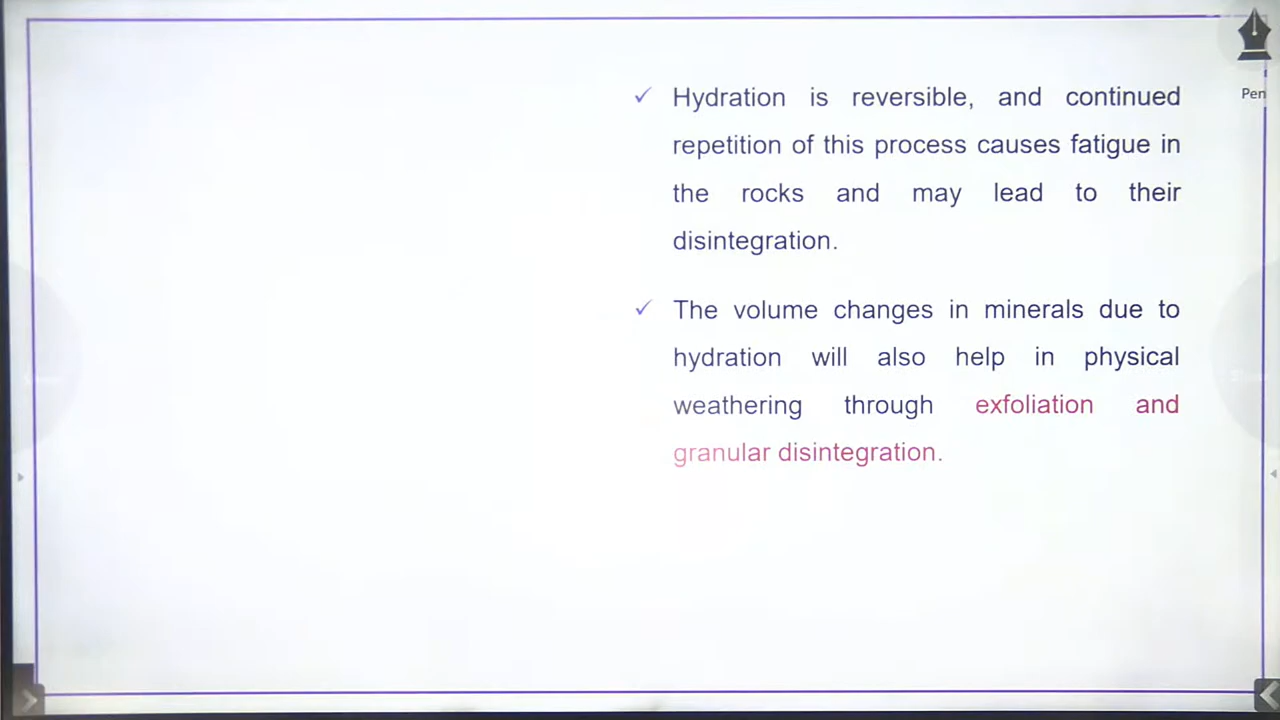 Pen
✓ Hydration is reversible, and continued
repetition of this process causes fatigue in
the rocks and may lead to their
disintegration.
✓ The volume changes in minerals due to
hydration will also help in physical
weathering through exfoliation and
granular disintegration.